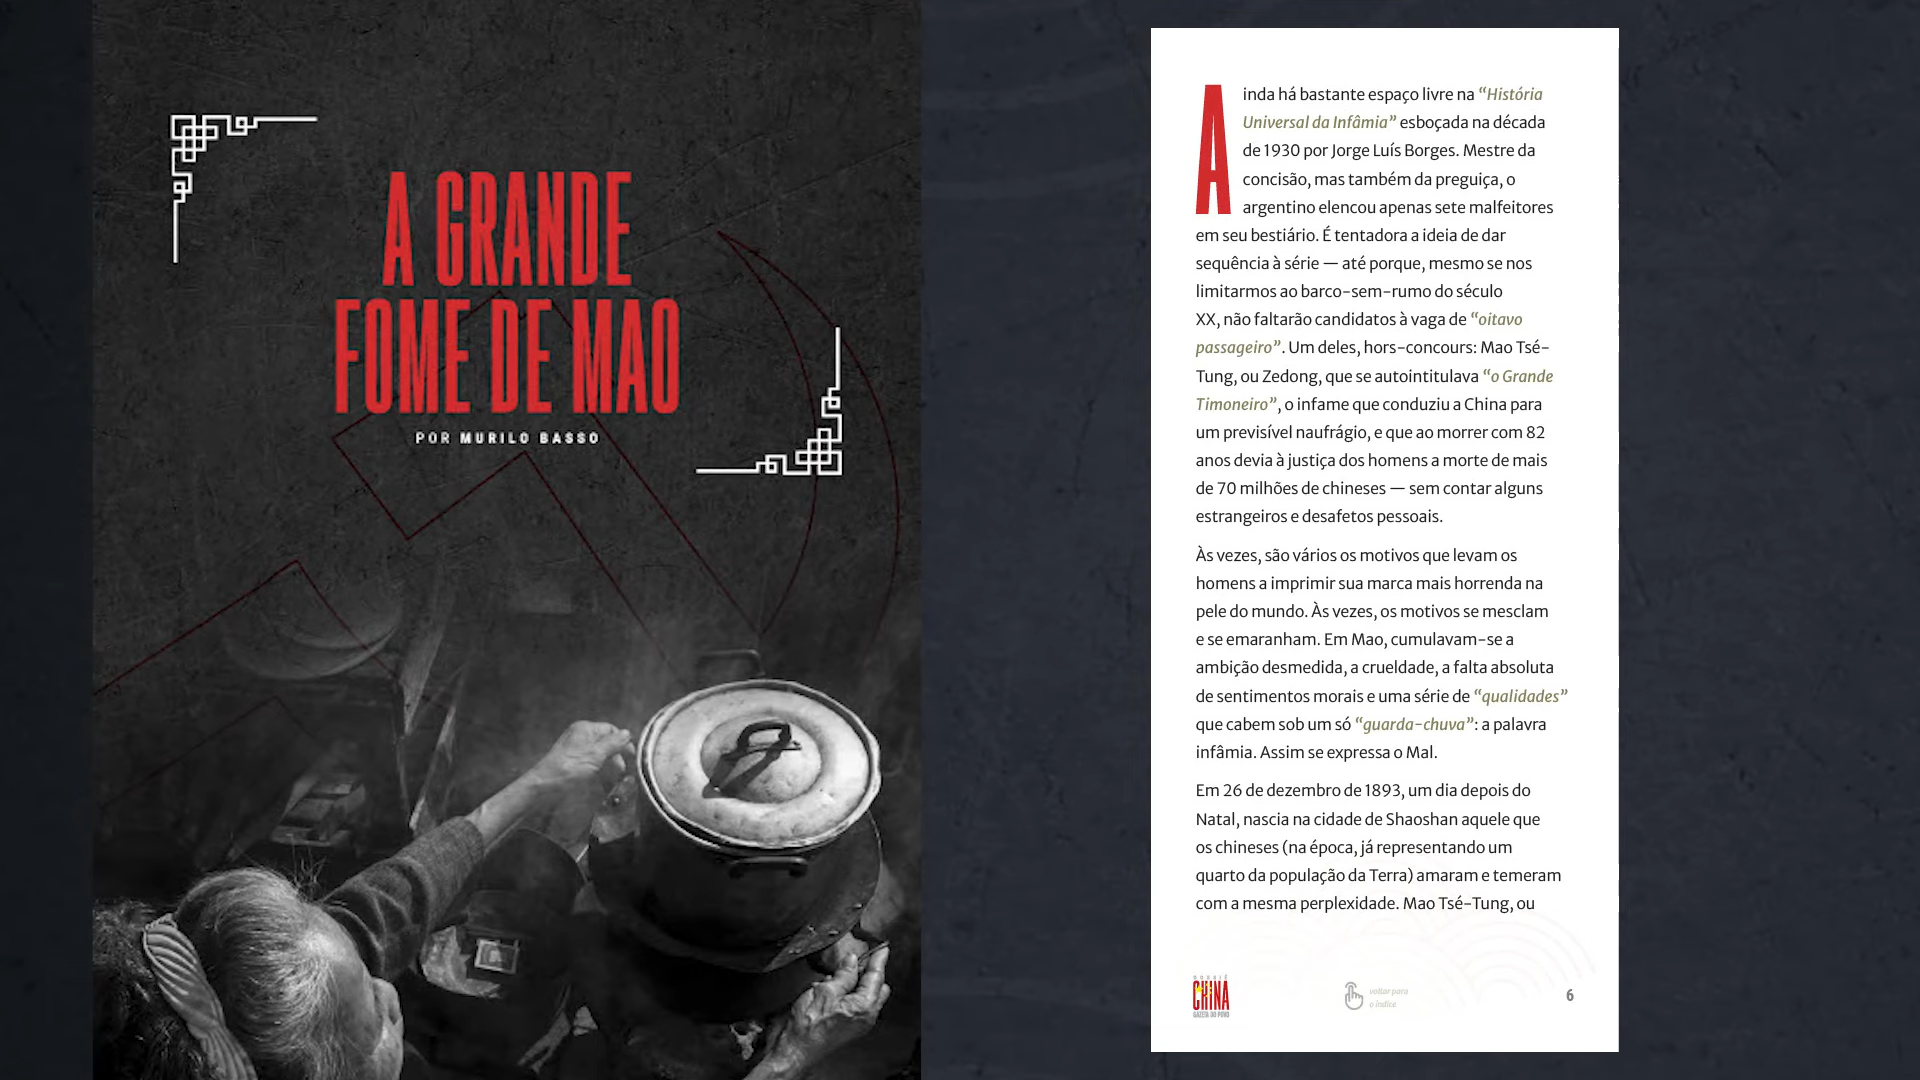 A GRANDE
FOME DE MAO
POR MURILO BASSO
Ainda há bastante espaço livre na “História
Universal da Infâmia” esboçada na década
de 1930 por Jorge Luís Borges. Mestre da
concisão, mas também da preguiça, o
argentino elencou apenas sete malfeitores
em seu bestiário. É tentadora a ideia de dar
sequência à série — até porque, mesmo se nos
limitarmos ao barco-sem-rumo do século
XX, não faltarão candidatos à vaga de “oitavo
passageiro”. Um deles, hors-concours: Mao Tsé-
Tung, ou Zedong, que se autointitulava “o Grande
Timoneiro”, o infame que conduziu a China para
um previsível naufrágio, e que ao morrer com 82
anos devia à justiça dos homens a morte de mais
de 70 milhões de chineses — sem contar alguns
estrangeiros e desafetos pessoais.
Às vezes, são vários os motivos que levam os
homens a imprimir sua marca mais horrenda na
pele do mundo. Às vezes, os motivos se mesclam
e se emaranham. Em Mao, cumulavam-se a
ambição desmedida, a crueldade, a falta absoluta
de sentimentos morais e uma série de “qualidades”
que cabem sob um só “guarda-chuva”: a palavra
infâmia. Assim se expressa o Mal.
Em 26 de dezembro de 1893, um dia depois do
Natal, nascia na cidade de Shaoshan aquele que
os chineses (na época, já representando um
quarto da população da Terra) amaram e temeram
com a mesma perplexidade. Mao Tsé-Tung, ou
DOSSIÊ
CHINA
GAZETA DO POVO
voltar para
o índice
6